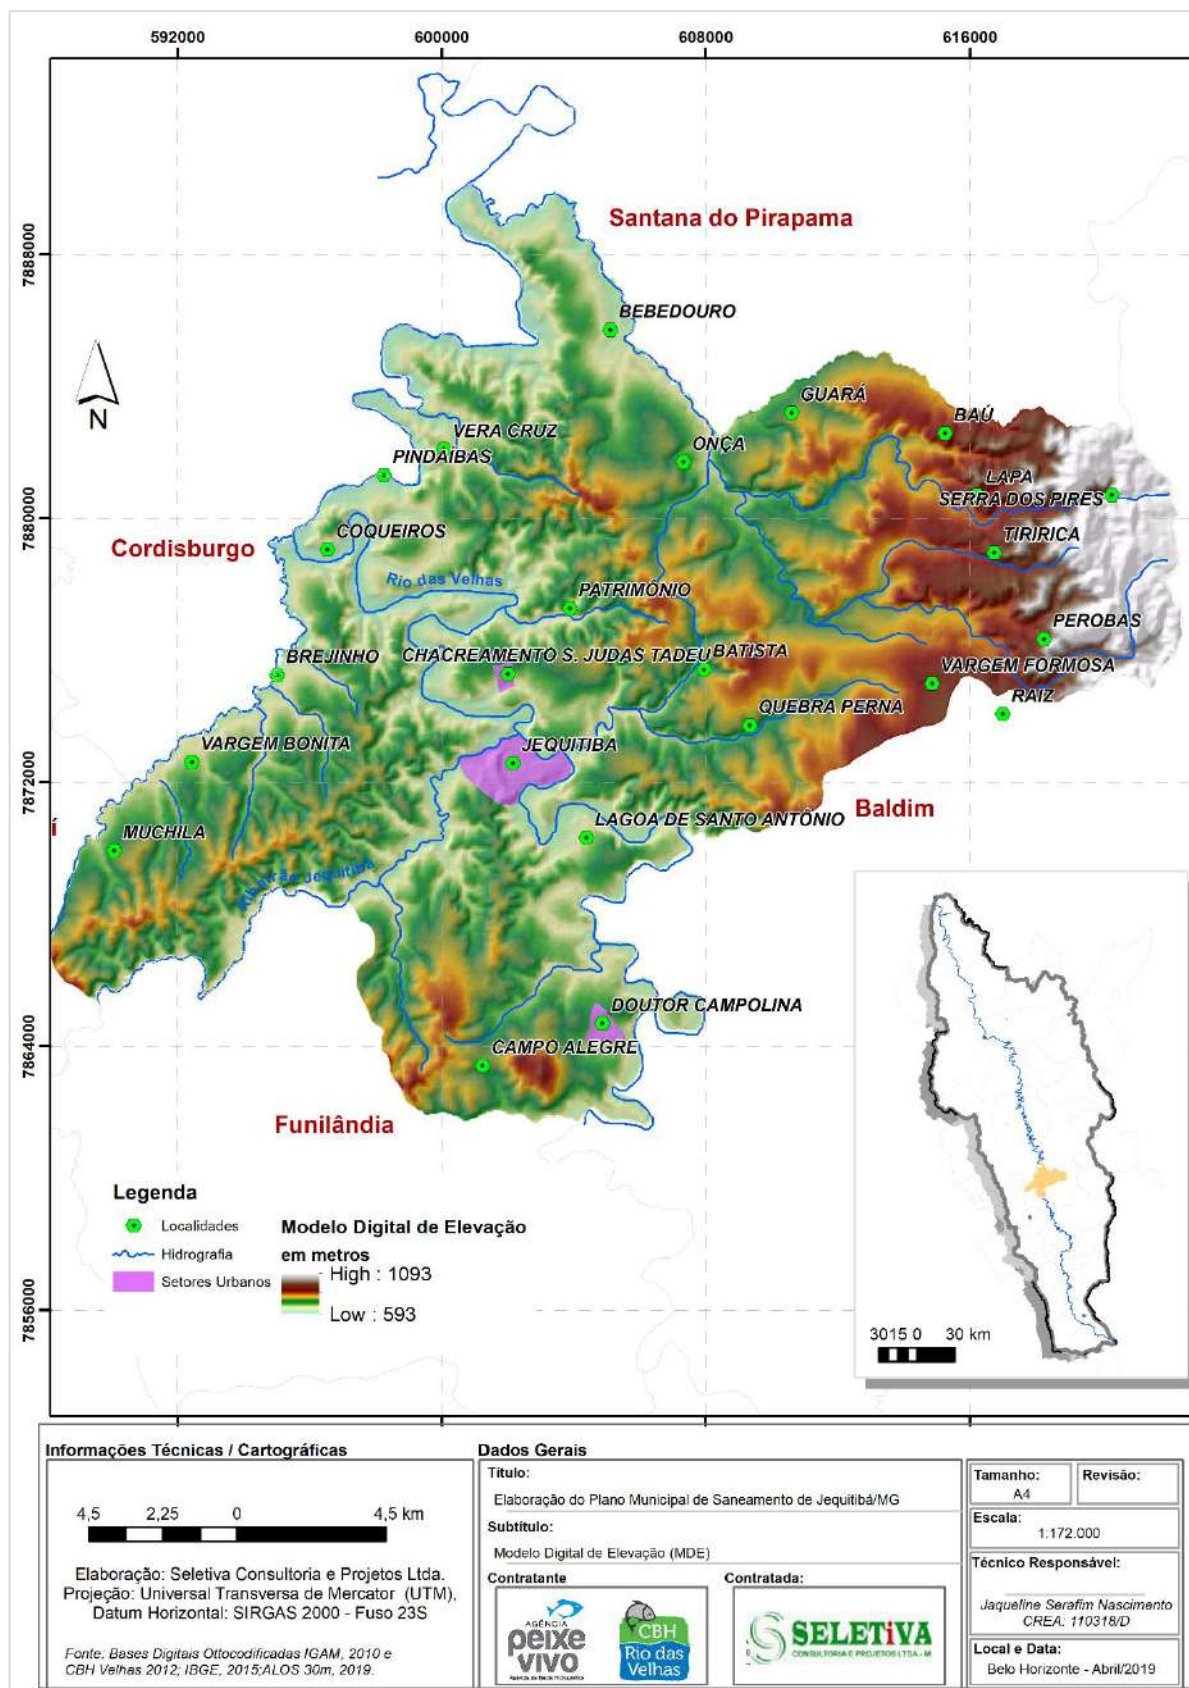 592000
600000
608000
616000
Santana do Pirapama
7888000
BEBEDOURO
GUARÁ
BAÚ
N
VERA CRUZ
ONÇA
PINDAÍBAS
LAPA
SERRA DOS PIRES
7880000
COQUEIROS
TIRIRICA
Cordisburgo
Rio das Velhas
PATRIMÔNIO
PEROBAS
BREJINHO
CHACREAMENTO S. JUDAS TADEU
BATISTA
VARGEM FORMOSA
RAIZ
QUEBRA PERNA
VARGEM BONITA
JEQUITIBA
7872000
Baldim
í
MUCHILA
LAGOA DE SANTO ANTÔNIO
Ribeirão Jequitibá
DOUTOR CAMPOLINA
7864000
CAMPO ALEGRE
Funilândia
Legenda
Localidades
Hidrografia
Setores Urbanos
Modelo Digital de Elevação
em metros
High : 1093
Low : 593
7856000
3015 0 30 km
Informações Técnicas / Cartográficas
4,5 2,25 0 4,5 km
Elaboração: Seletiva Consultoria e Projetos Ltda.
Projeção: Universal Transversa de Mercator (UTM),
Datum Horizontal: SIRGAS 2000 - Fuso 23S
Fonte: Bases Digitais Ottocodificadas IGAM, 2010 e
CBH Velhas 2012; IBGE, 2015;ALOS 30m, 2019.
Dados Gerais
Título:
Elaboração do Plano Municipal de Saneamento de Jequitibá/MG
Subtítulo:
Modelo Digital de Elevação (MDE)
Contratante
AGÊNCIA
peixe
vivo
CBH
Rio das
Velhas
Contratada:
SELETiVA
CONSULTORIA E PROJETOS LTDA - M
Tamanho:
A4
Revisão:
Escala:
1:172.000
Técnico Responsável:
Jaqueline Serafim Nascimento
CREA: 110318/D
Local e Data:
Belo Horizonte - Abril/2019